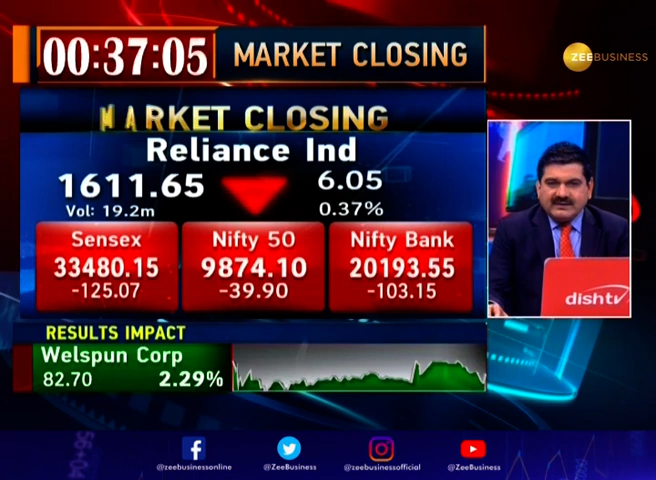 00:37:05
MARKET CLOSING
ZEEBUSINESS
MARKET CLOSING
Reliance Ind
1611.65
6.05
Vol: 19.2m
0.37%
Sensex
33480.15
-125.07
Nifty 50
9874.10
-39.90
Nifty Bank
20193.55
-103.15
dishtv
RESULTS IMPACT
Welspun Corp
82.70
2.29%
@zeebusinessonline
@ZeeBusiness
@zeebusinessofficial
@ZeeBusiness